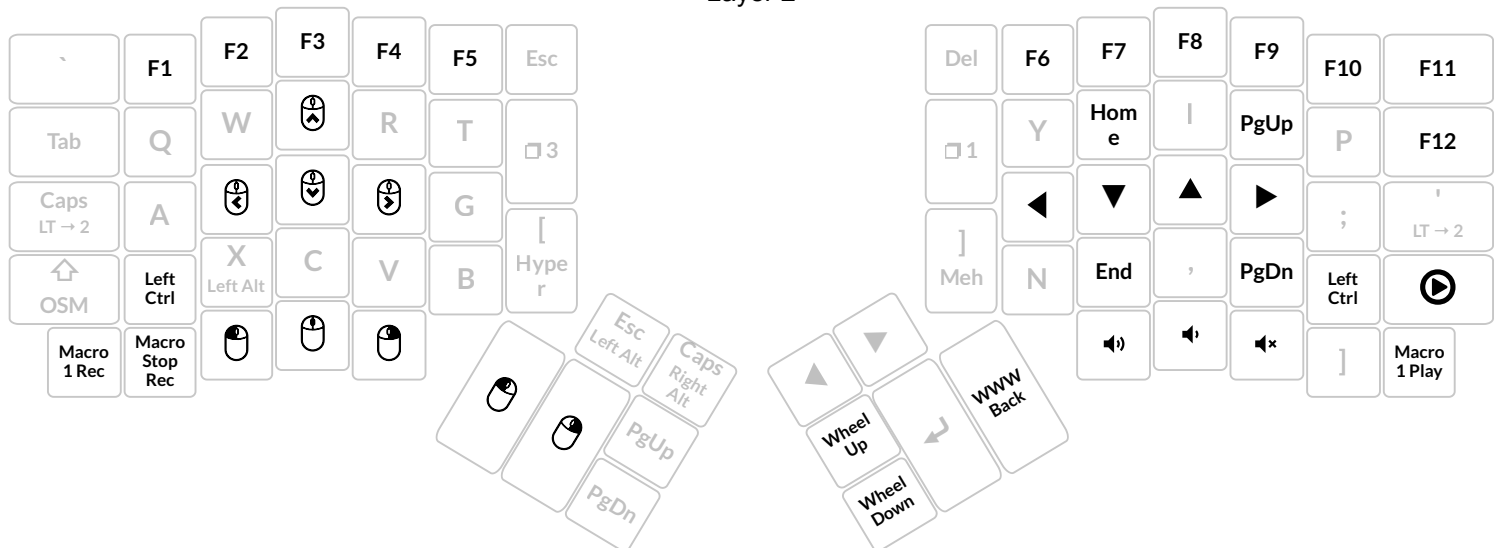 ` F1 F2 F3 F4 F5 Esc Del F6 F7 F8 F9 F10 F11
Tab Q W R T 3 1 Y Hom I PgUp P F12
e
Caps A G ; '
LT → 2 LT → 2
OSM Left X C V B [ ] N End , PgDn Left
Ctrl Left Alt Hype Meh Ctrl
r
Macro
1 Rec
Macro
Stop
Rec
]
Macro
1 Play
Esc
Left Alt
Caps
Right
Alt
PgUp
PgDn
Wheel
Up
Wheel
Down
WWW
Back